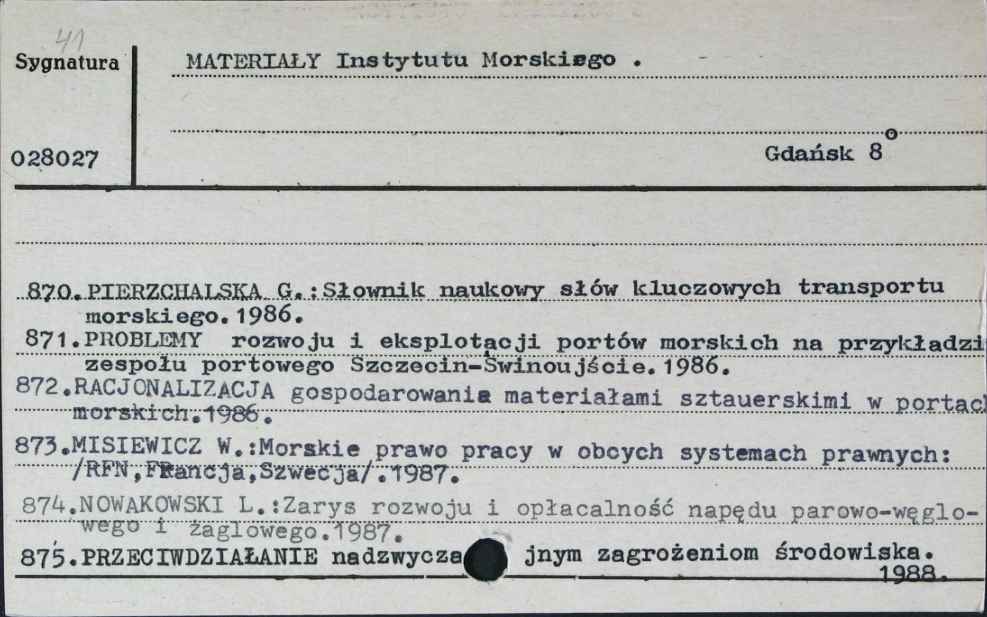 41
Sygnatura
MATERIAŁY Instytutu Morskiego .
028027
Gdańsk 8°
870. PIERZCHALSKA G.:Słownik naukowy słów kluczowych transportu
morskiego.1986.
871.PROBLEMY rozwoju i eksplotacji portów morskich na przykładzi
zespołu portowego Szczecin-Świnoujście.1986.
872.RACJONALIZACJA gospodarowania materiałami sztauerskimi w portach
morskich.1986.
873.MISIEWICZ W.:Morskie prawo pracy w obcych systemach prawnych:
/RFN,FRancja,Szwecja/.1987.
874.NOWAKOWSKI L.:Zarys rozwoju i opłacalność napędu parowo-węglo-
wego i żaglowego.1987.
875.PRZECIWDZIAŁANIE nadzwycza jnym zagrożeniom środowiska.
1988.